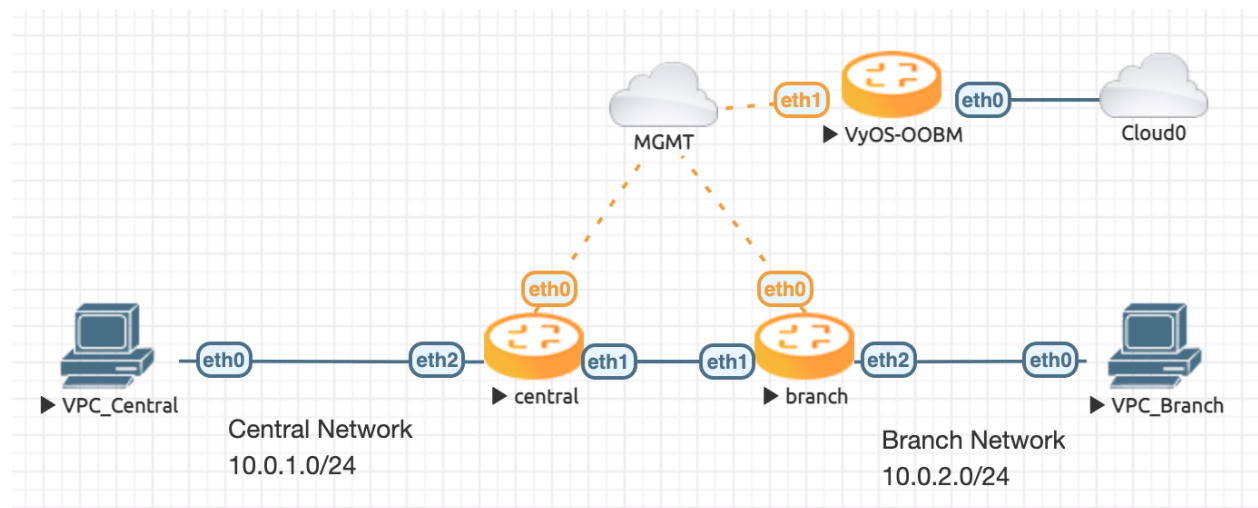 eth1
eth0
MGMT
VyOS-OOBM
Cloud0
eth0
eth0
eth0
eth2
eth1
eth1
eth2
eth0
VPC_Central
central
branch
VPC_Branch
Central Network
10.0.1.0/24
Branch Network
10.0.2.0/24